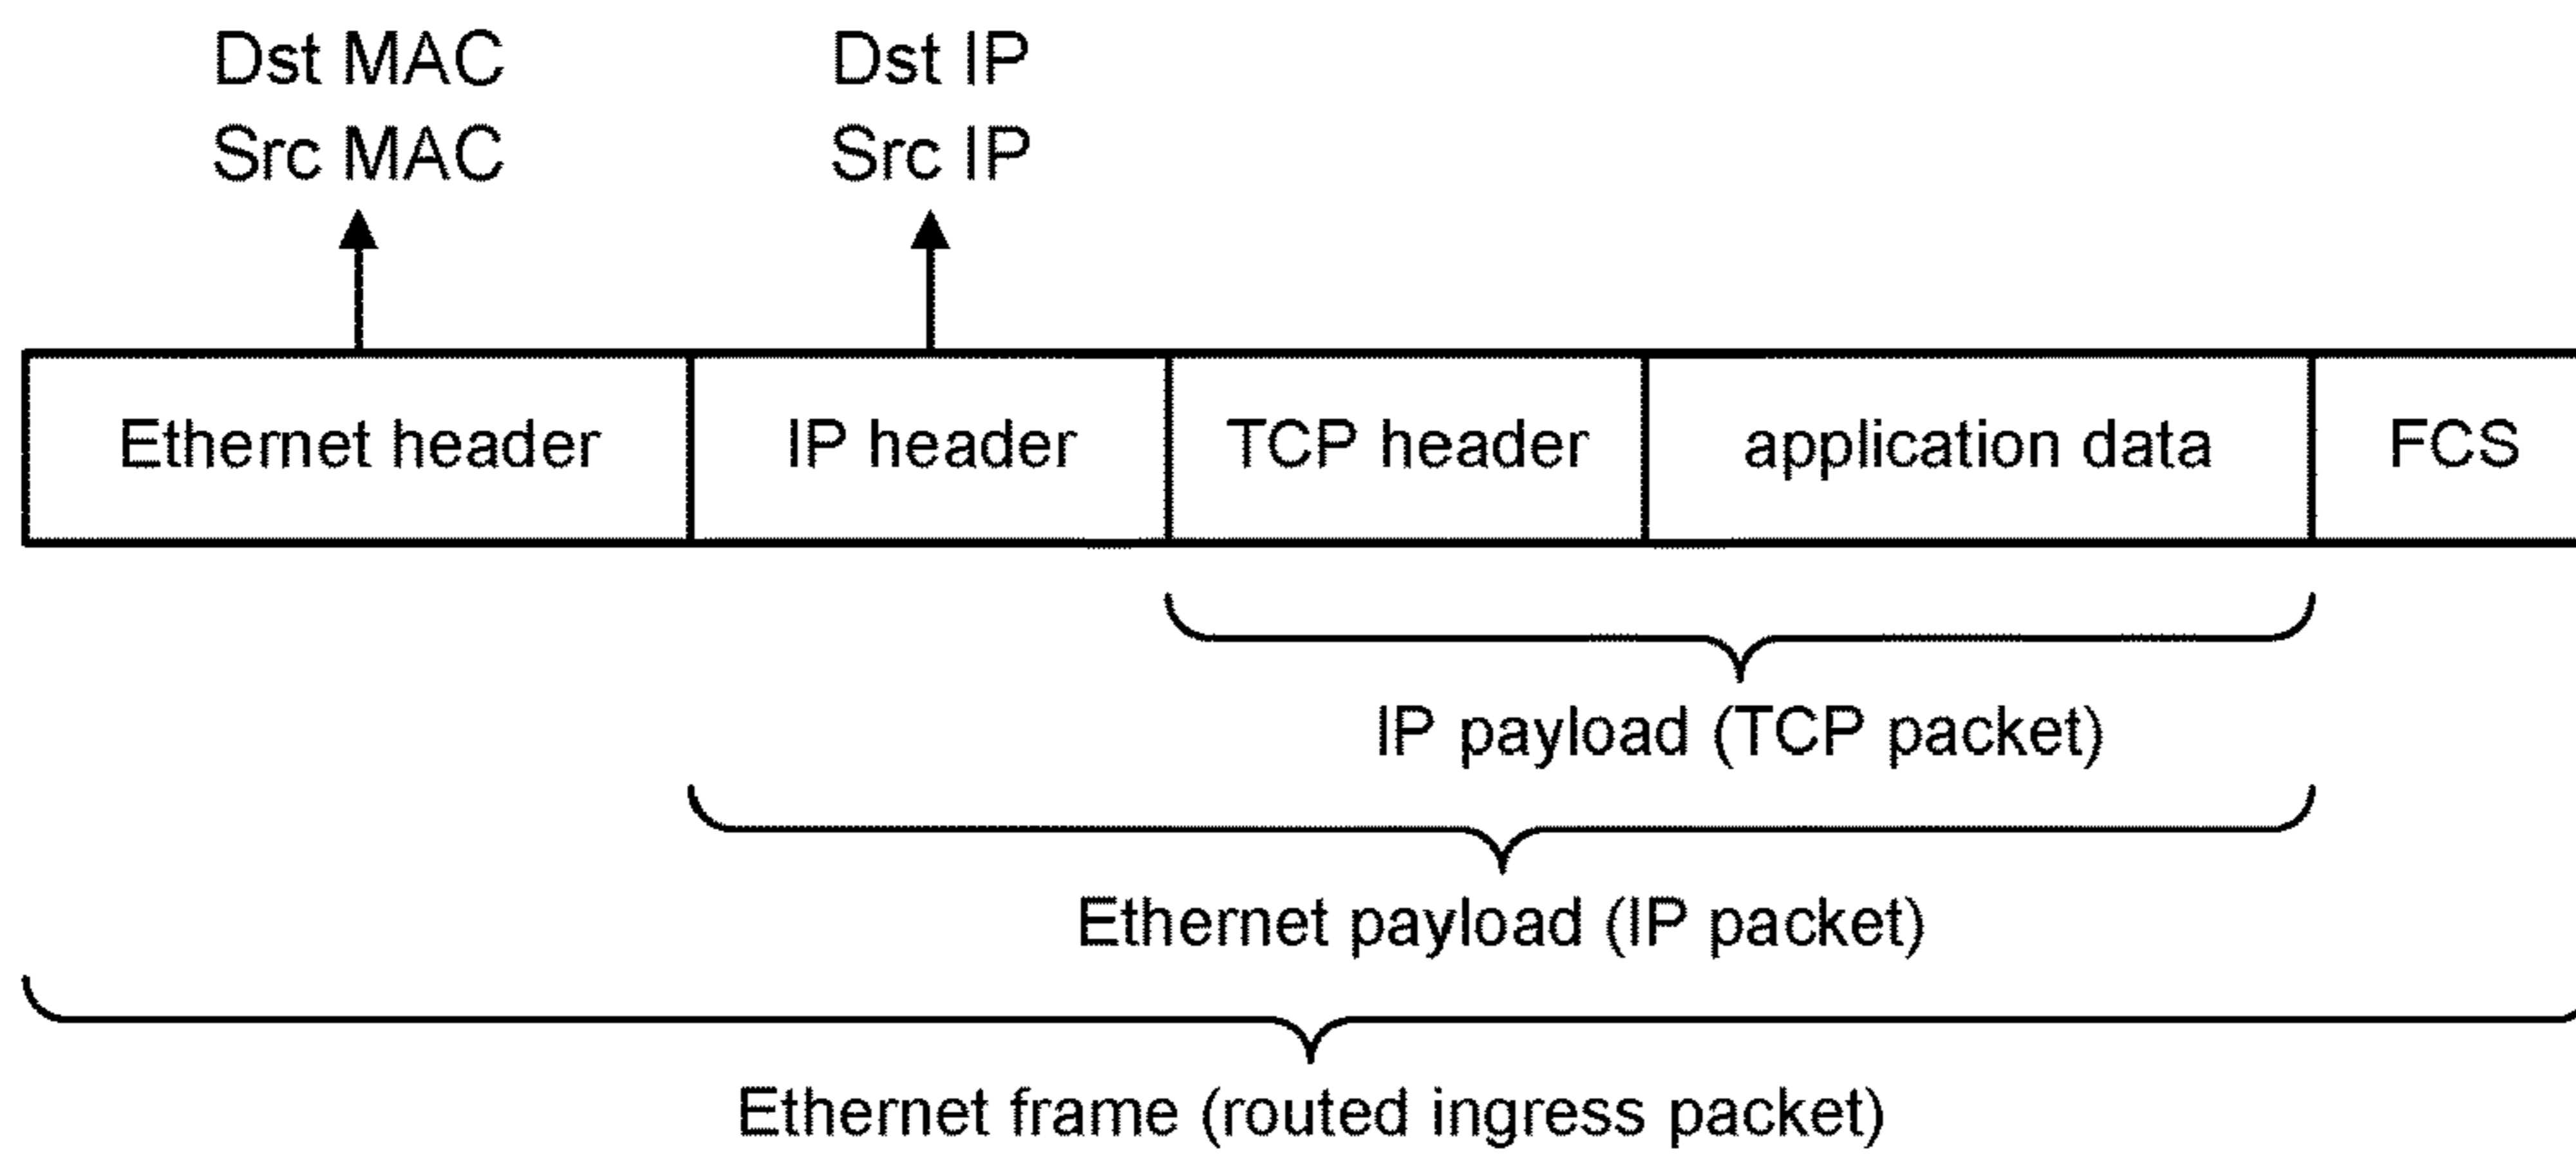 Dst MAC
Src MAC
Dst IP
Src IP
Ethernet header
IP header
TCP header
application data
FCS
IP payload (TCP packet)
Ethernet payload (IP packet)
Ethernet frame (routed ingress packet)